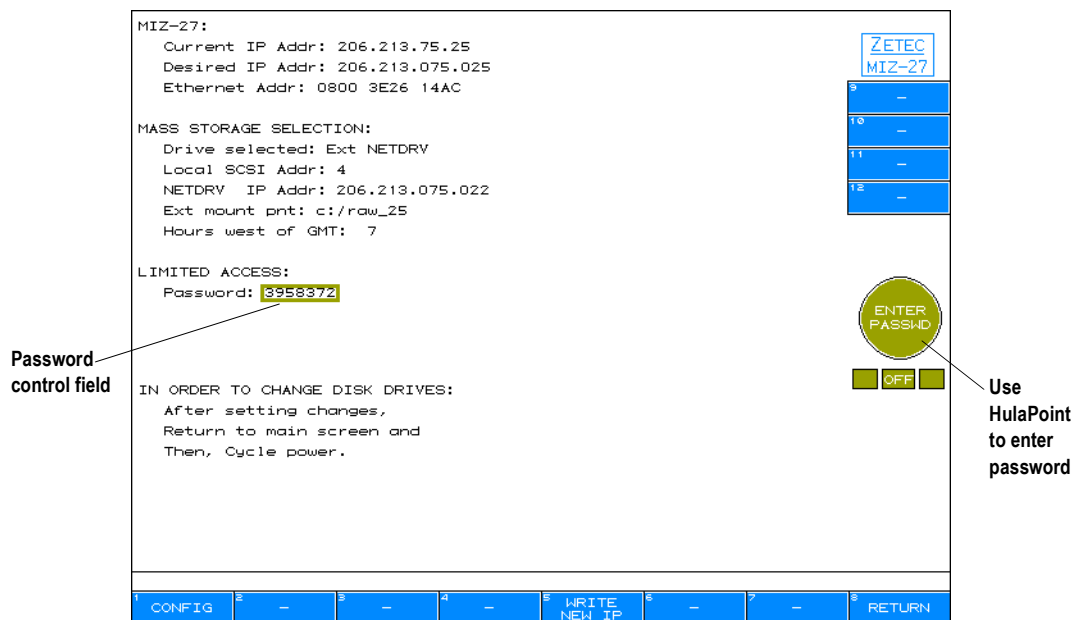 MIZ-27:
Current IP Addr: 206.213.75.25
Desired IP Addr: 206.213.075.025
Ethernet Addr: 0800 3E26 14AC
MASS STORAGE SELECTION:
Drive selected: Ext NETDRV
Local SCSI Addr: 4
NETDRV IP Addr: 206.213.075.022
Ext mount pnt: c:/raw_25
Hours west of GMT: 7
LIMITED ACCESS:
Password: 3958372
IN ORDER TO CHANGE DISK DRIVES:
After setting changes,
Return to main screen and
Then, Cycle power.
Password
control field
ZETEC
MIZ-27
9 -
10 -
11 -
12 -
ENTER
PASSWD
OFF
Use
HulaPoint
to enter
password
1 CONFIG
2 -
3 -
4 -
5 WRITE
NEW IP
6 -
7 -
8 RETURN